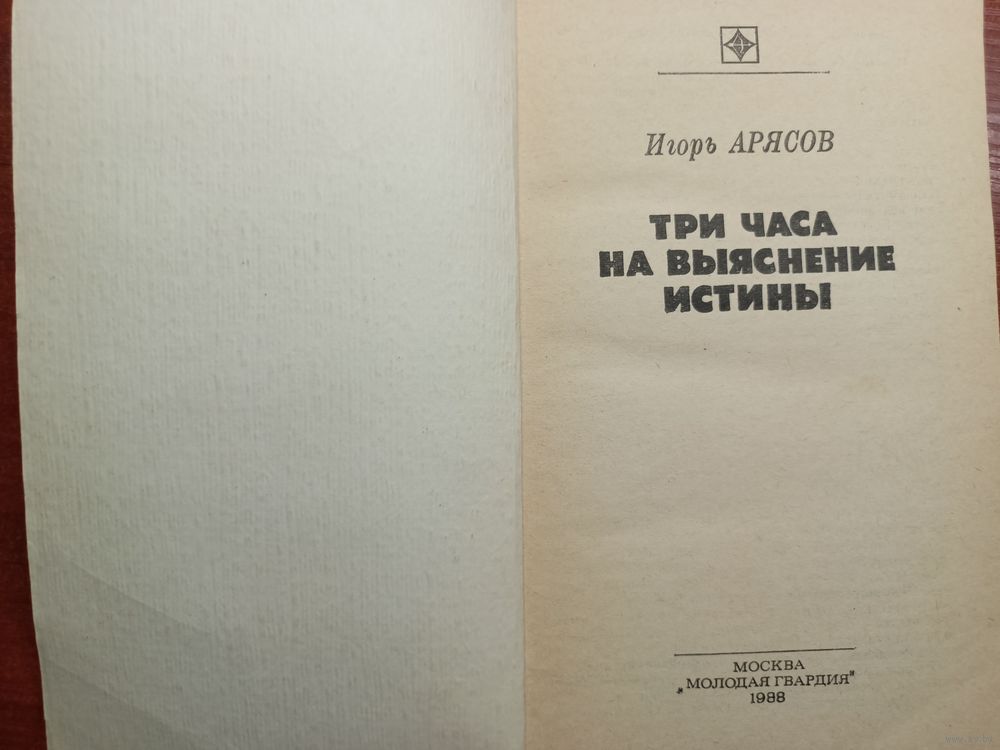 Игорь АРЯСОВ
ТРИ ЧАСА
НА ВЫЯСНЕНИЕ
ИСТИНЫ
МОСКВА
„МОЛОДАЯ ГВАРДИЯ"
1988